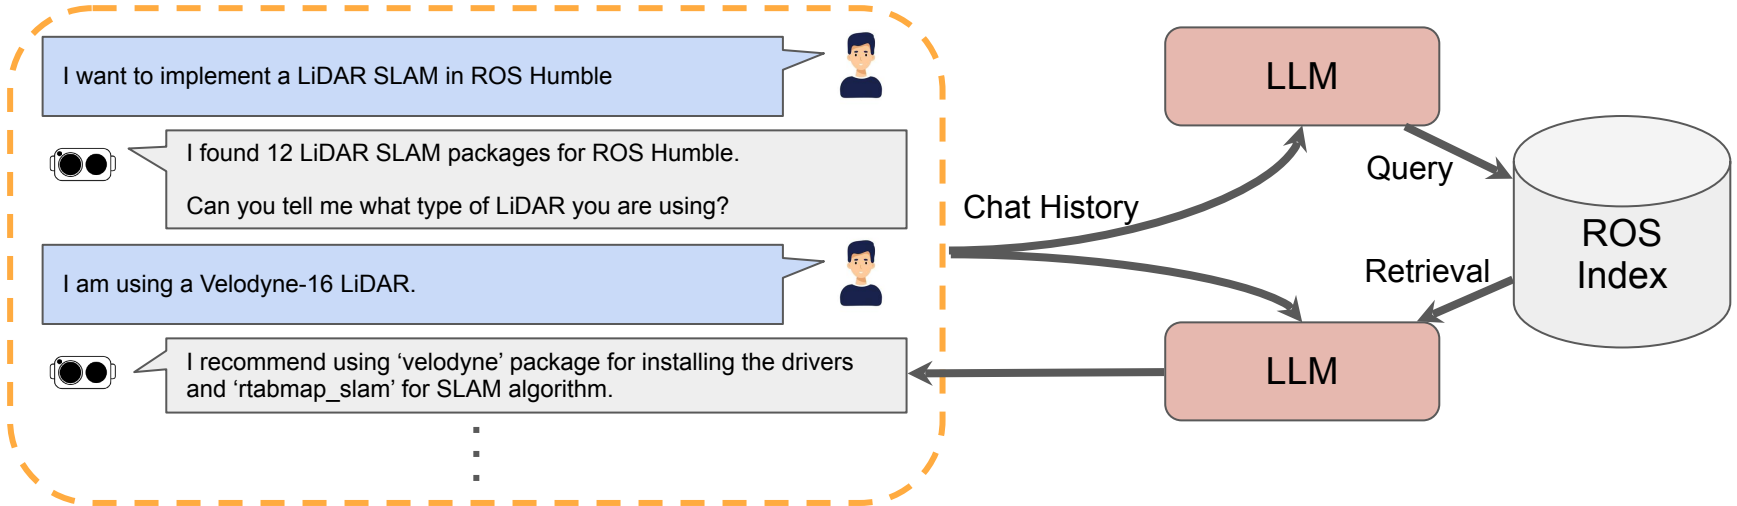 I want to implement a LiDAR SLAM in ROS Humble
I found 12 LiDAR SLAM packages for ROS Humble.
Can you tell me what type of LiDAR you are using?
I am using a Velodyne-16 LiDAR.
I recommend using ‘velodyne’ package for installing the drivers
and ‘rtabmap_slam’ for SLAM algorithm.
Chat History
LLM
Query
ROS
Index
Retrieval
LLM